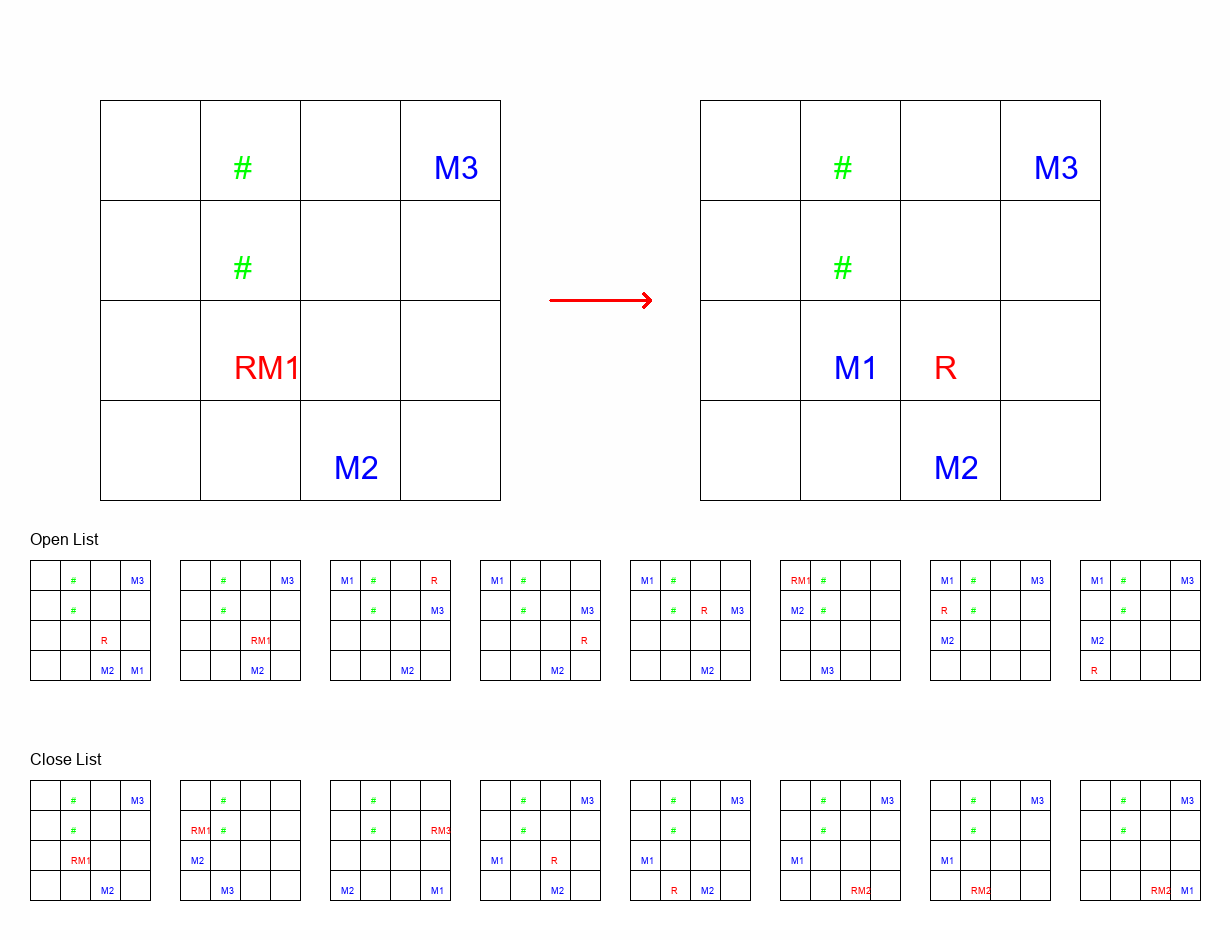 # M3 # M3
# #
RM1 M1 R
M2 M2
Open List
# M3 # M3 M1 # R M1 # M1 # RM1 # M1 # M3 M1 # M3
# # # M3 # M3 # R M3 M2 # R # #
R RM1 R M2 M2
M2 M1 M2 M2 M2 M2 M3 R
Close List
# M3 # # # M3 # M3 # M3 # M3 # M3
# RM1 # # RM3 # # # # #
RM1 M2 M1 R M1 M1 M1
M2 M3 M2 M1 M2 R M2 RM2 RM2 RM2 M1